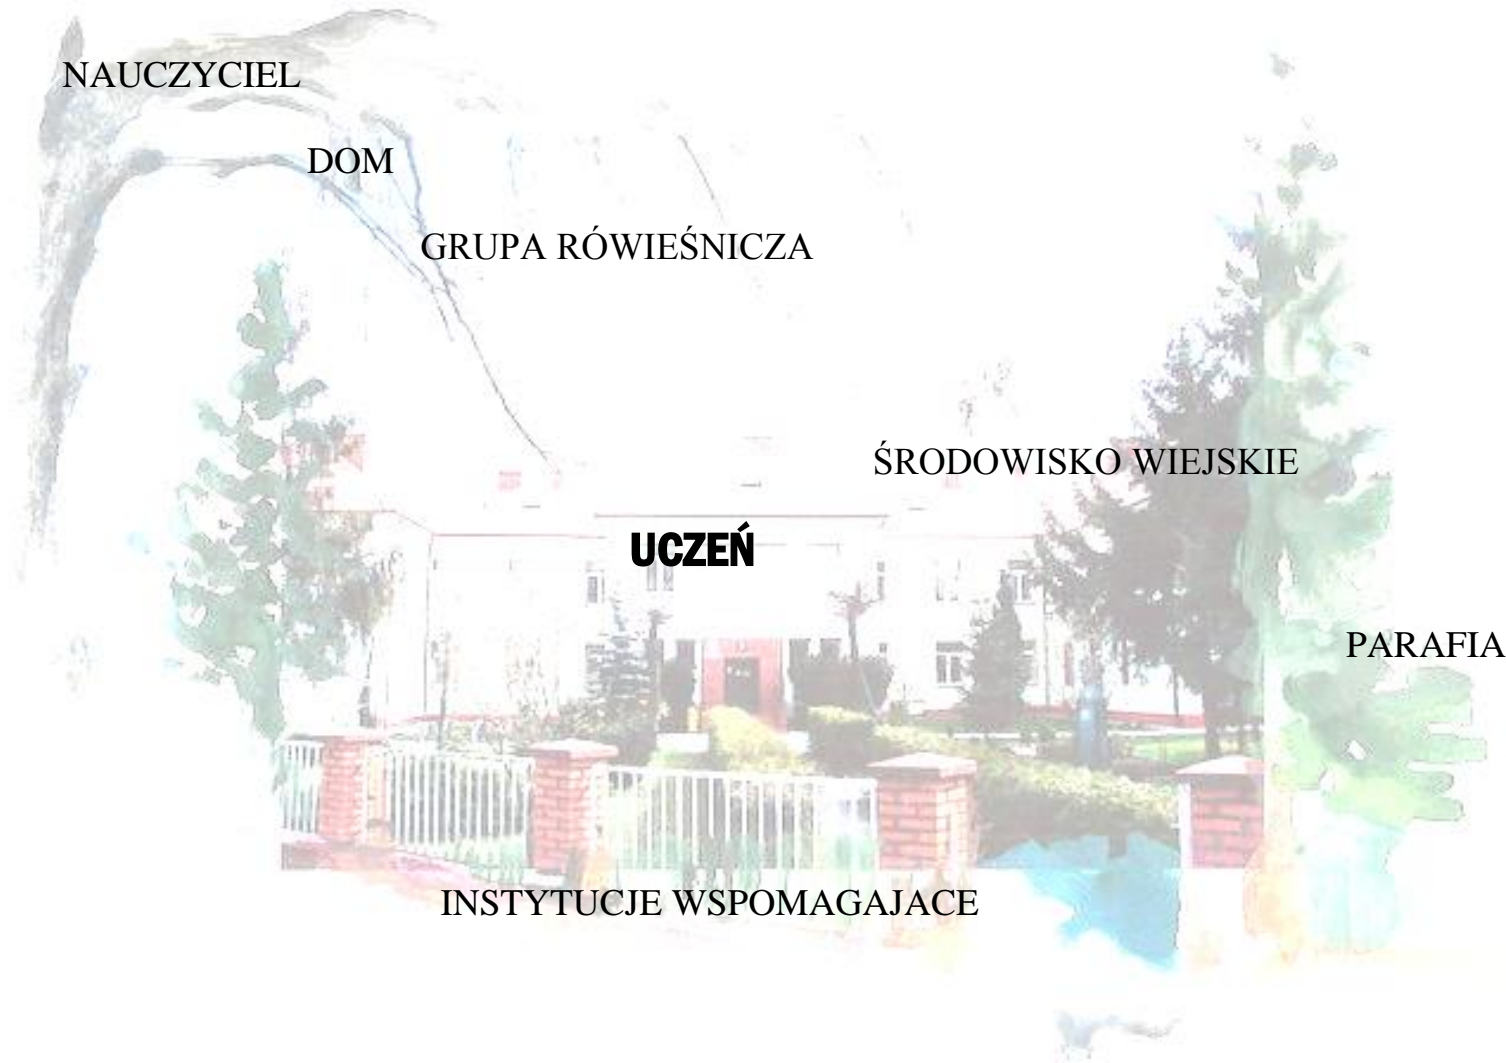 NAUCZYCIEL
DOM
GRUPA RÓWIEŚNICZA
ŚRODOWISKO WIEJSKIE
UCZEŃ
PARAFIA
INSTYTUCJE WSPOMAGAJACE